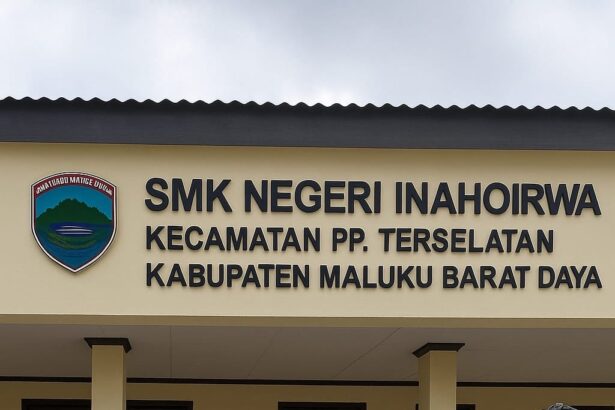 SMK NEGERI INAHOIRWA
KECAMATAN PP. TERSELATAN
KABUPATEN MALUKU BARAT DAYA